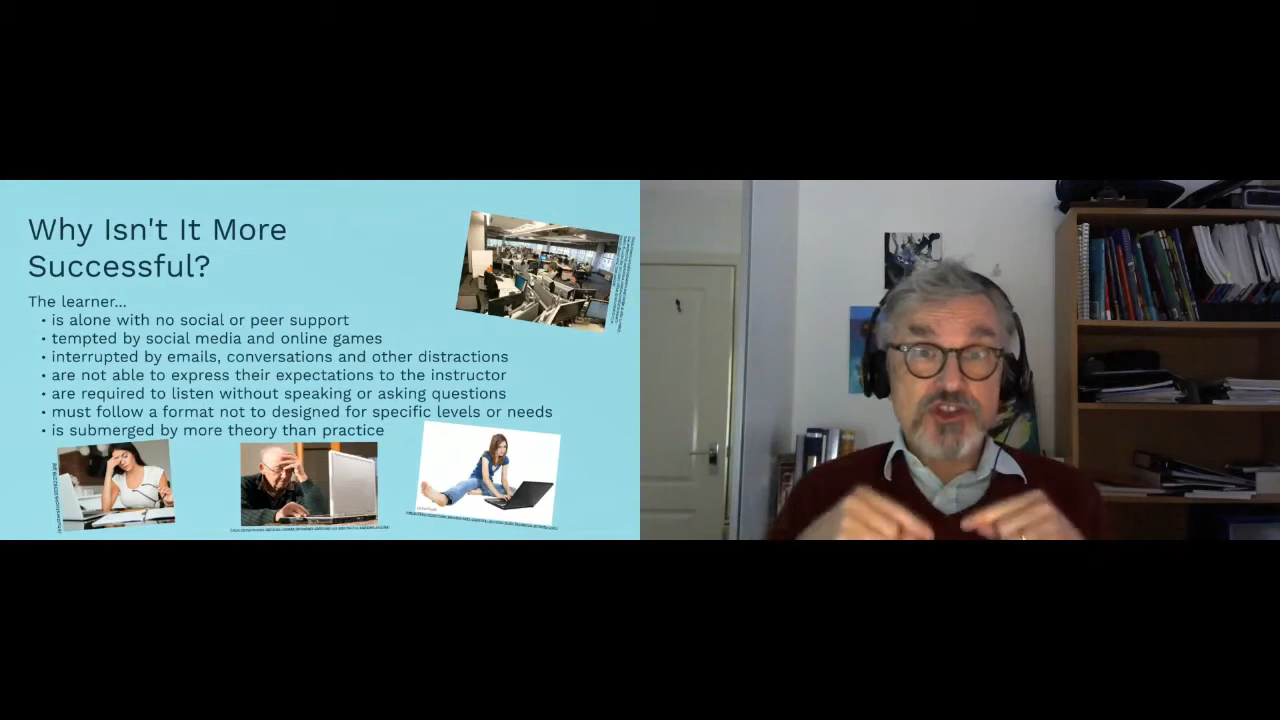 Why Isn't It More
Successful?
The learner...
• is alone with no social or peer support
• tempted by social media and online games
• interrupted by emails, conversations and other distractions
• are not able to express their expectations to the instructor
• are required to listen without speaking or asking questions
• must follow a format not to designed for specific levels or needs
• is submerged by more theory than practice